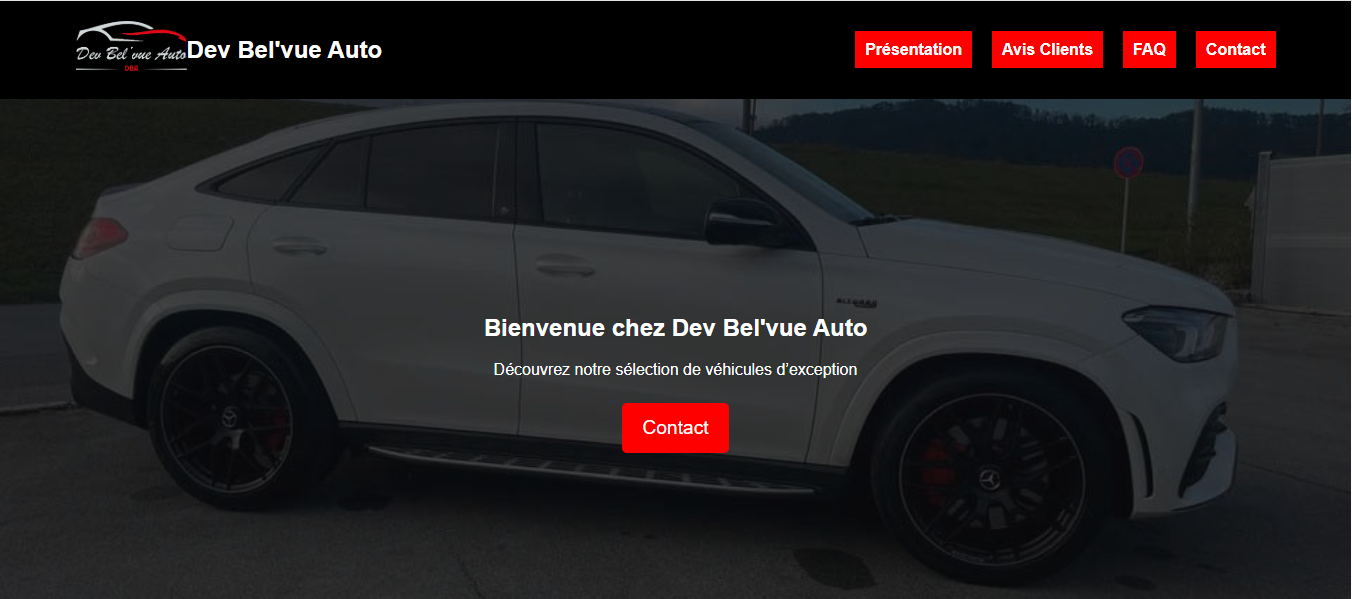 Dev Bel'vue Auto
Dev Bel'vue Auto
Présentation
Avis Clients
FAQ
Contact
Bienvenue chez Dev Bel'vue Auto
Découvrez notre sélection de véhicules d’exception
Contact